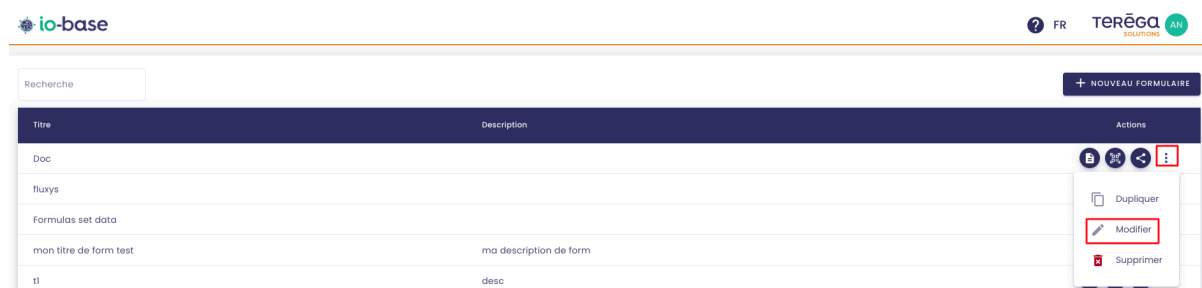 io-base
? FR TERĒGA SOLUTIONS AN
Recherche
+ NOUVEAU FORMULAIRE
Titre Description Actions
Doc
fluxys
Dupliquer
Formulas set data
Modifier
mon titre de form test ma description de form
Supprimer
t1 desc